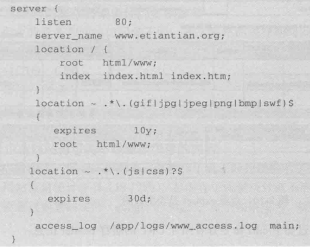 server {
    listen       80;
    server_name  www.etiantian.org;
    location / {
        root   html/www;
        index  index.html index.htm;
    }
    location ~ .*\.(gif|jpg|jpeg|png|bmp|swf)$
    {
       expires      10y;
       root   html/www;
    }
   location ~ .*\.(js|css)?$
   {
      expires      30d;
   }
    access_log  /app/logs/www_access.log  main;
}